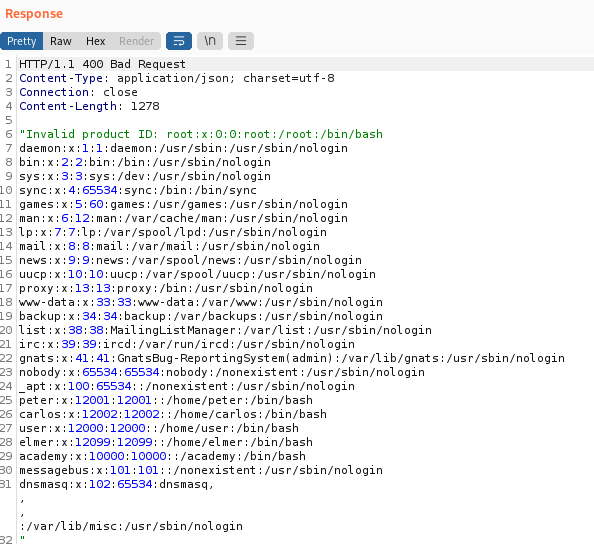 Response
Pretty Raw Hex Render \n
1 HTTP/1.1 400 Bad Request
2 Content-Type: application/json; charset=utf-8
3 Connection: close
4 Content-Length: 1278
5
6 "Invalid product ID: root:x:0:0:root:/root:/bin/bash
7 daemon:x:1:1:daemon:/usr/sbin:/usr/sbin/nologin
8 bin:x:2:2:bin:/bin:/usr/sbin/nologin
9 sys:x:3:3:sys:/dev:/usr/sbin/nologin
10 sync:x:4:65534:sync:/bin:/bin/sync
11 games:x:5:60:games:/usr/games:/usr/sbin/nologin
12 man:x:6:12:man:/var/cache/man:/usr/sbin/nologin
13 lp:x:7:7:lp:/var/spool/lpd:/usr/sbin/nologin
14 mail:x:8:8:mail:/var/mail:/usr/sbin/nologin
15 news:x:9:9:news:/var/spool/news:/usr/sbin/nologin
16 uucp:x:10:10:uucp:/var/spool/uucp:/usr/sbin/nologin
17 proxy:x:13:13:proxy:/bin:/usr/sbin/nologin
18 www-data:x:33:33:www-data:/var/www:/usr/sbin/nologin
19 backup:x:34:34:backup:/var/backups:/usr/sbin/nologin
20 list:x:38:38:MailingListManager:/var/list:/usr/sbin/nologin
21 irc:x:39:39:ircd:/var/run/ircd:/usr/sbin/nologin
22 gnats:x:41:41:GnatsBug-ReportingSystem(admin):/var/lib/gnats:/usr/sbin/nologin
23 nobody:x:65534:65534:nobody:/nonexistent:/usr/sbin/nologin
24 _apt:x:100:65534::/nonexistent:/usr/sbin/nologin
25 peter:x:12001:12001::/home/peter:/bin/bash
26 carlos:x:12002:12002::/home/carlos:/bin/bash
27 user:x:12000:12000::/home/user:/bin/bash
28 elmer:x:12099:12099::/home/elmer:/bin/bash
29 academy:x:10000:10000::/academy:/bin/bash
30 messagebus:x:101:101::/nonexistent:/usr/sbin/nologin
31 dnsmasq:x:102:65534:dnsmasq,
,
,
:/var/lib/misc:/usr/sbin/nologin
32 "